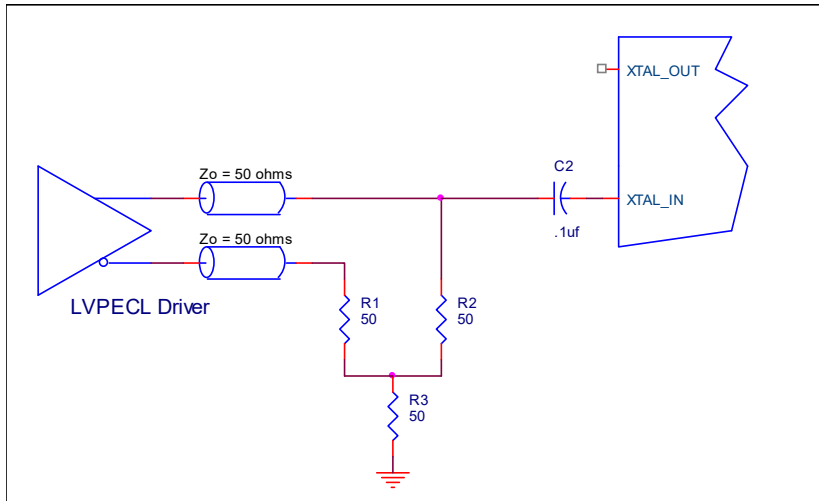 XTAL_OUT
C2
Zo = 50 ohms
XTAL_IN
.1uf
Zo = 50 ohms
LVPECL Driver
R1
50
R2
50
R3
50